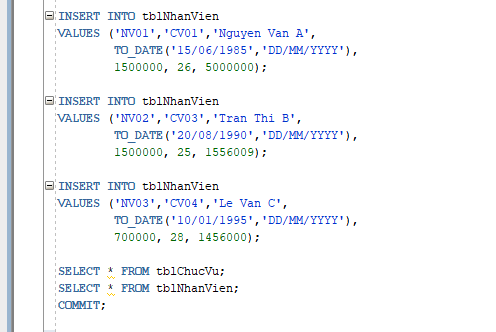 INSERT INTO tblNhanVien
VALUES ('NV01','CV01','Nguyen Van A',
TO_DATE('15/06/1985','DD/MM/YYYY'),
1500000, 26, 5000000);
INSERT INTO tblNhanVien
VALUES ('NV02','CV03','Tran Thi B',
TO_DATE('20/08/1990','DD/MM/YYYY'),
1500000, 25, 1556009);
INSERT INTO tblNhanVien
VALUES ('NV03','CV04','Le Van C',
TO_DATE('10/01/1995','DD/MM/YYYY'),
700000, 28, 1456000);
SELECT * FROM tblChucVu;
SELECT * FROM tblNhanVien;
COMMIT;